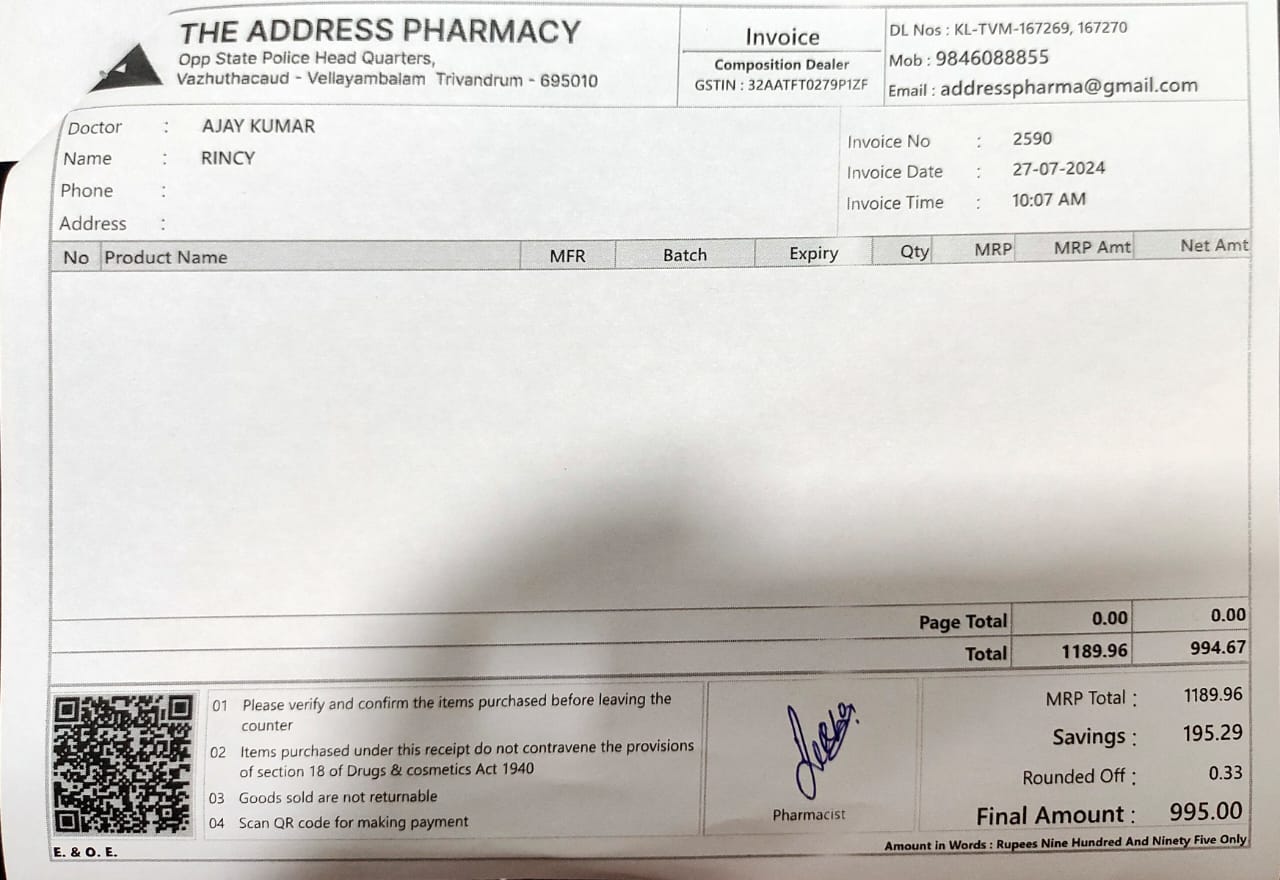 THE ADDRESS PHARMACY
Opp State Police Head Quarters,
Vazhuthacaud - Vellayambalam Trivandrum - 695010
Invoice
Composition Dealer
GSTIN : 32AATFT0279P1ZF
DL Nos : KL-TVM-167269, 167270
Mob : 9846088855
Email : addresspharma@gmail.com
Doctor : AJAY KUMAR
Name : RINCY
Phone :
Address :
Invoice No : 2590
Invoice Date : 27-07-2024
Invoice Time : 10:07 AM
No Product Name MFR Batch Expiry Qty MRP MRP Amt Net Amt
Page Total 0.00 0.00
Total 1189.96 994.67
01 Please verify and confirm the items purchased before leaving the
counter
02 Items purchased under this receipt do not contravene the provisions
of section 18 of Drugs & cosmetics Act 1940
03 Goods sold are not returnable
04 Scan QR code for making payment
E. & O. E.
Pharmacist
MRP Total : 1189.96
Savings : 195.29
Rounded Off : 0.33
Final Amount : 995.00
Amount in Words : Rupees Nine Hundred And Ninety Five Only